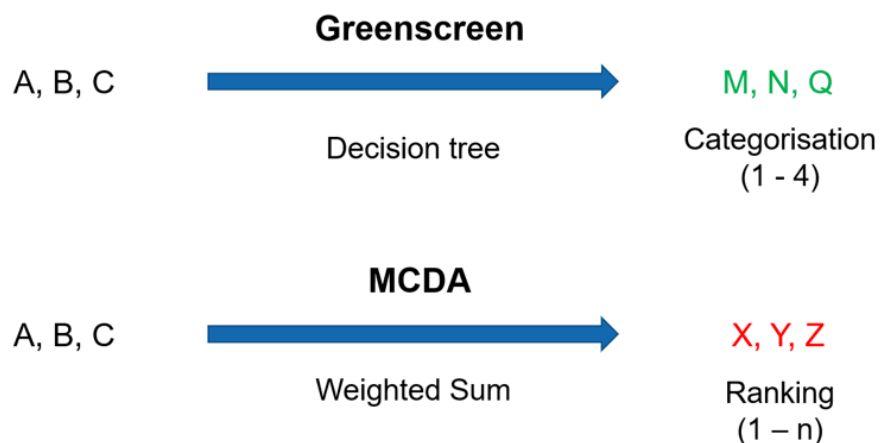 Greenscreen
A, B, C
M, N, Q
Decision tree
Categorisation
(1 - 4)
MCDA
A, B, C
X, Y, Z
Weighted Sum
Ranking
(1 – n)